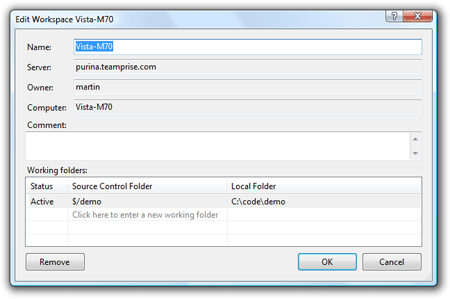 Edit Workspace Vista-M70
Name: Vista-M70
Server: purina.teamprise.com
Owner: martin
Computer: Vista-M70
Comment:
Working folders:
Status Source Control Folder Local Folder
Active $/demo C:\code\demo
Click here to enter a new working folder
Remove OK Cancel